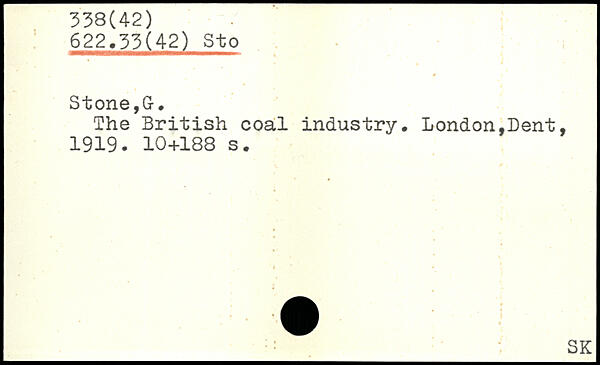 338(42)
622.33(42) Sto
Stone,G.
The British coal industry. London,Dent,
1919. 10+188 s.
SK